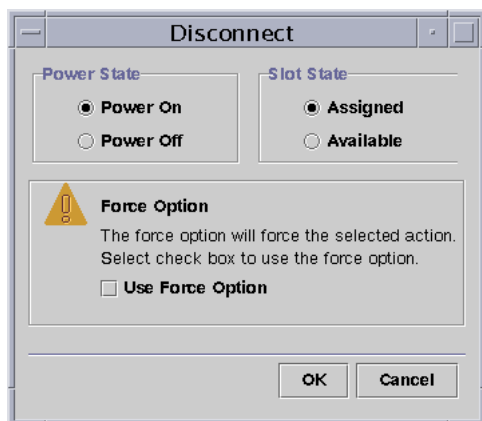 Disconnect
Power State
Power On
Power Off
Slot State
Assigned
Available
Force Option
The force option will force the selected action.
Select check box to use the force option.
Use Force Option
OK
Cancel